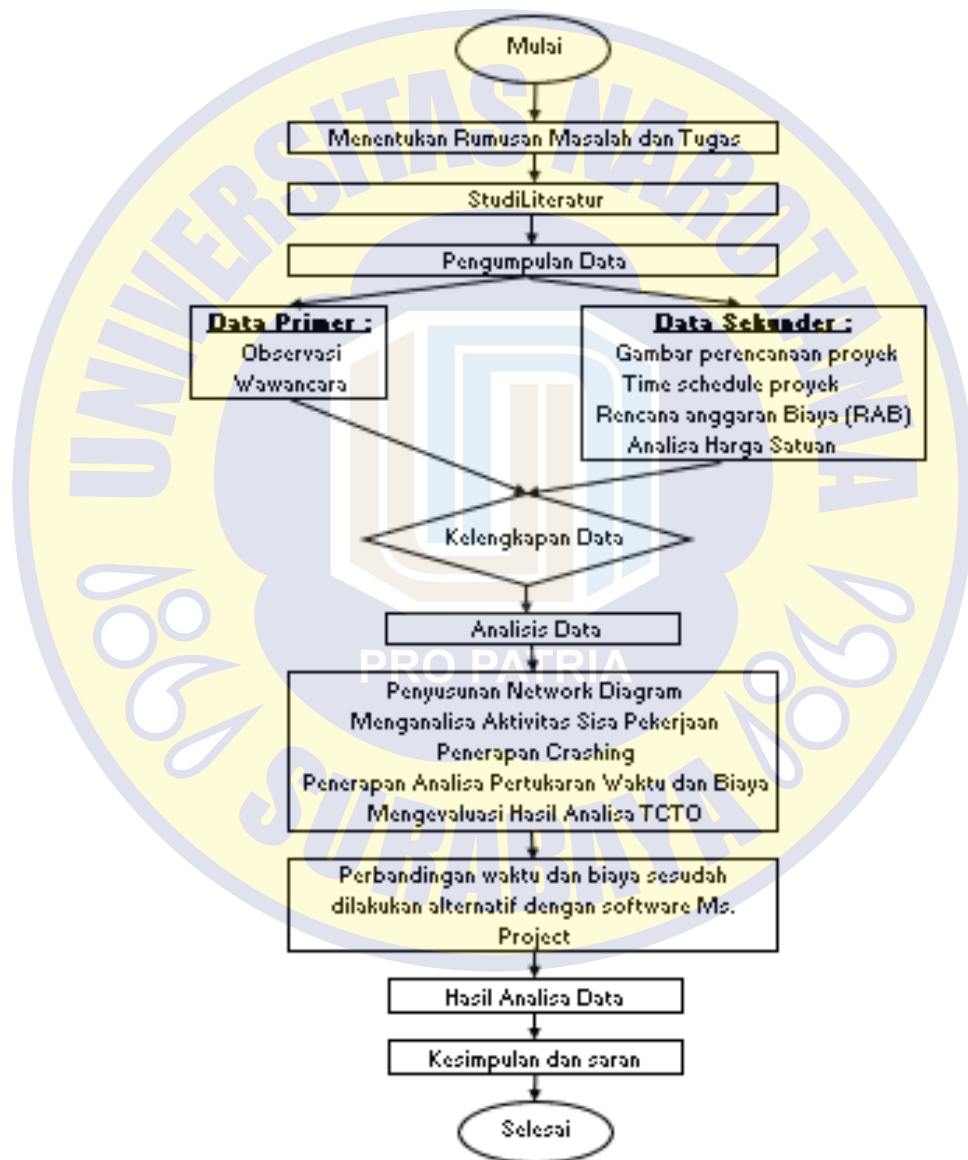 Mulai
Menentukan Rumusan Masalah dan Tugas
StudiLiteratur
Pengumpulan Data
Data Primer :
Observasi
Wawancara
Data Sekunder :
Gambar perencanaan proyek
Time schedule proyek
Rencana anggaran Biaya (RAB)
Analisa Harga Satuan
Kelengkapan Data
Analisis Data
Penyusunan Network Diagram
Menganalisa Aktivitas Sisa Pekerjaan
Penerapan Crashing
Penerapan Analisa Pertukaran Waktu dan Biaya
Mengevaluasi Hasil Analisa TCTO
Perbandingan waktu dan biaya sesudah
dilakukan alternatif dengan software Ms.
Project
Hasil Analisa Data
Kesimpulan dan saran
Selesai
UNIVERSITAS NAROTAMA
PRO PATRIA
SURABAYA